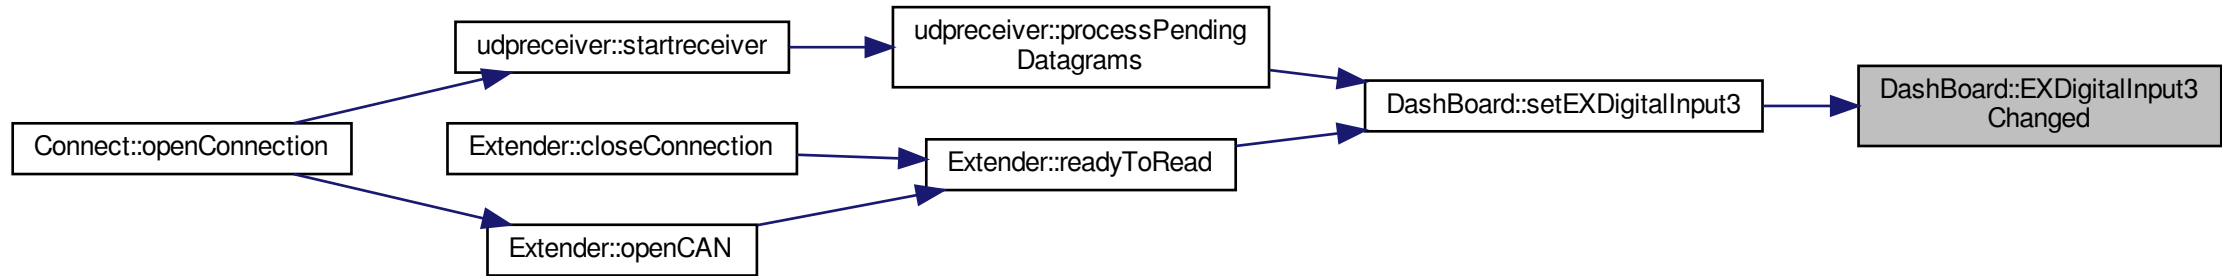 udpreceiver::processPending
Datagrams
udpreceiver::startreceiver
DashBoard::EXDigitalInput3
Changed
DashBoard::setEXDigitalInput3
Connect::openConnection
Extender::closeConnection
Extender::readyToRead
Extender::openCAN